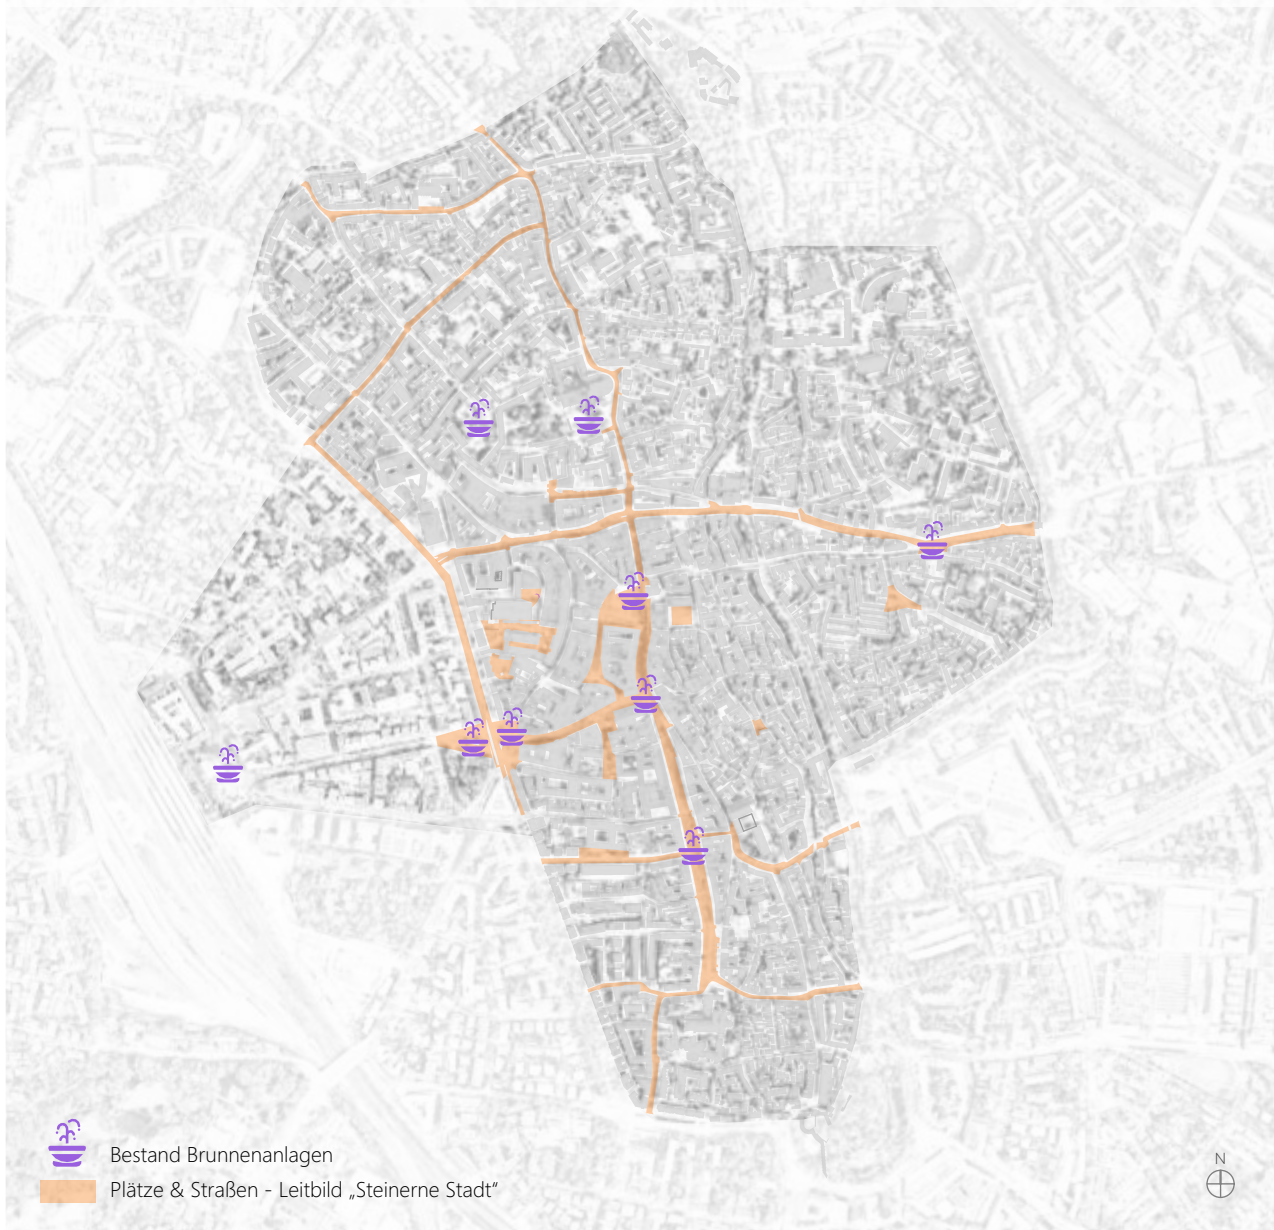 Bestand Brunnenanlagen
Plätze & Straßen - Leitbild „Steinerne Stadt“
N